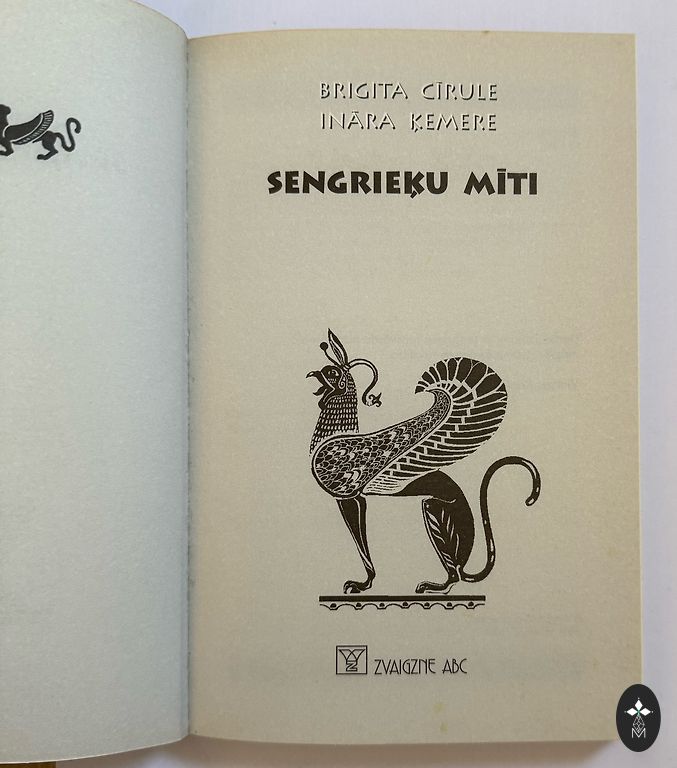 BRIGITA CĪRULE
INĀRA ĶEMERE
SENGRIEĶU MĪTI
ZVAIGZNE ABC
M